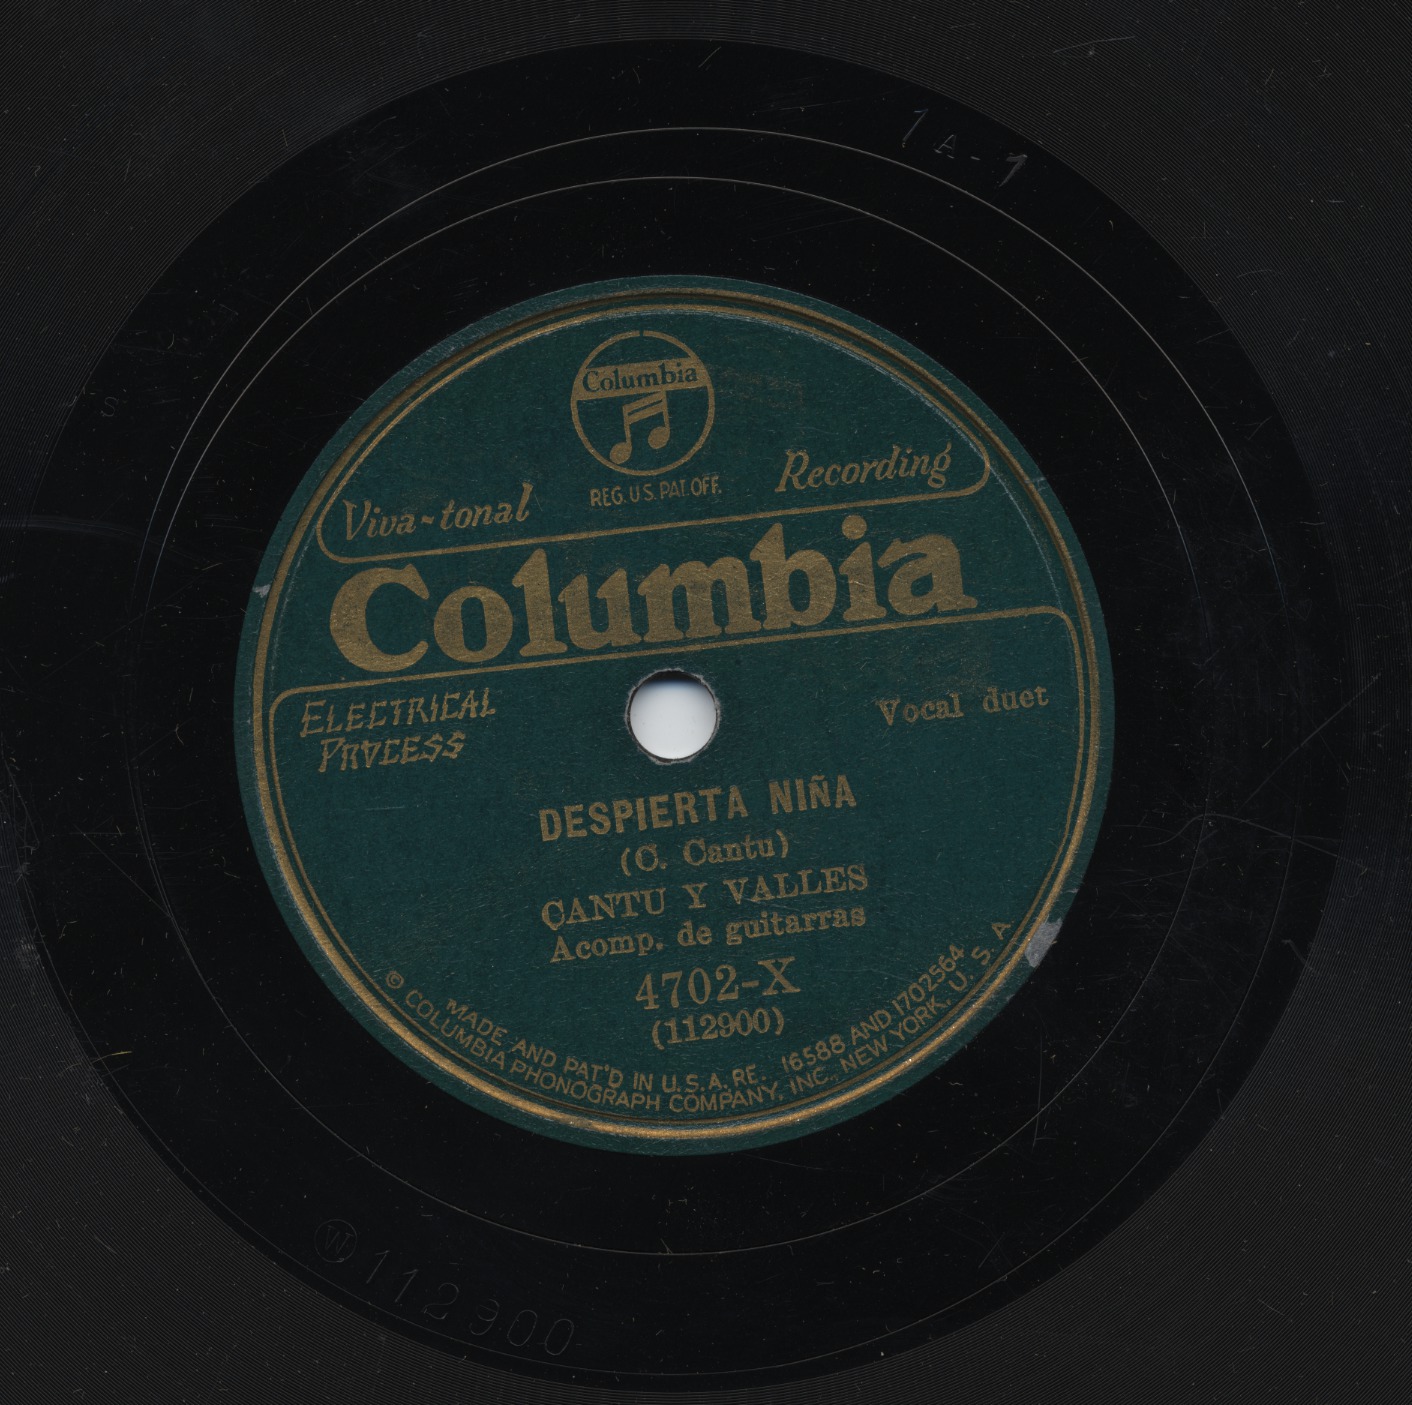 1 A-1
Columbia
REG. U.S. PAT. OFF.
Viva-tonal Recording
Columbia
ELECTRICAL
PROCESS
Vocal duet
DESPIERTA NIÑA
(C. Cantu)
CANTU Y VALLES
Acomp. de guitarras
4702-X
(112900)
MADE AND PAT'D IN U.S.A. RE. 16588 AND 1702564
© COLUMBIA PHONOGRAPH COMPANY, INC. NEW YORK, U. S. A
W 112900